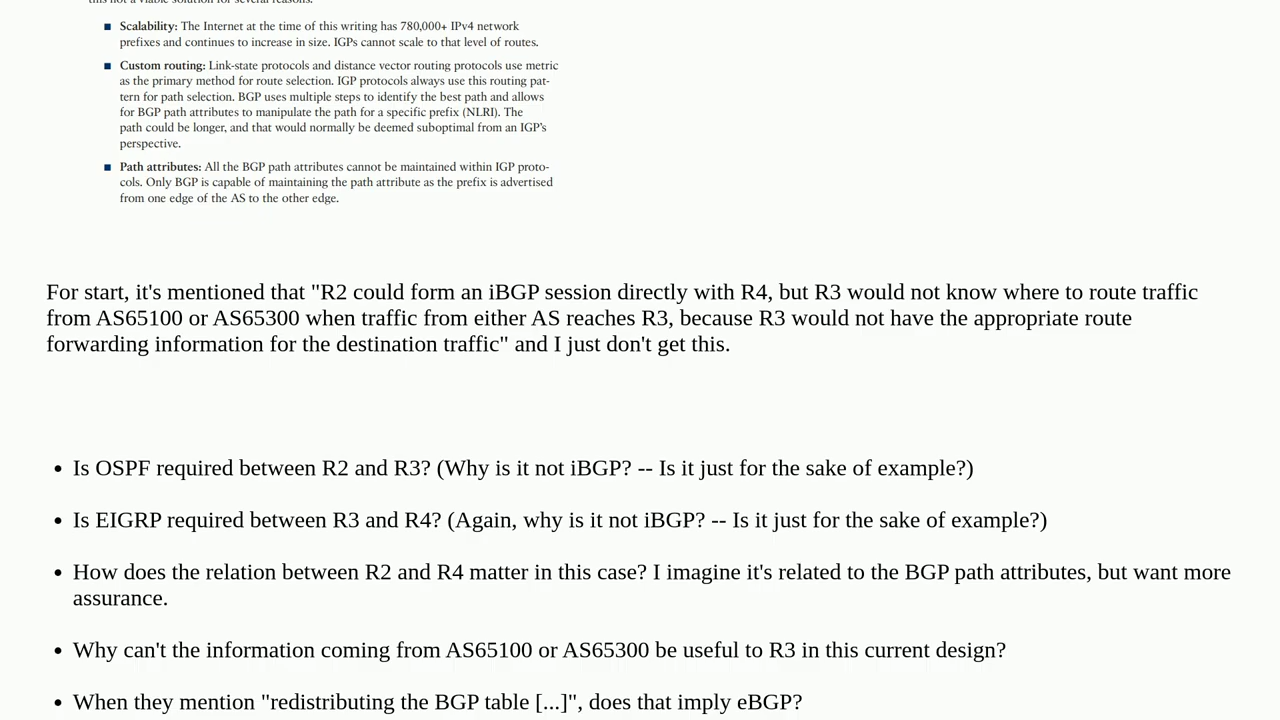 this not a viable solution for several reasons.
■ Scalability: The Internet at the time of this writing has 780,000+ IPv4 network
prefixes and continues to increase in size. IGPs cannot scale to that level of routes.
■ Custom routing: Link-state protocols and distance vector routing protocols use metric
as the primary method for route selection. IGP protocols always use this routing pat-
tern for path selection. BGP uses multiple steps to identify the best path and allows
for BGP path attributes to manipulate the path for a specific prefix (NLRI). The
path could be longer, and that would normally be deemed suboptimal from an IGP's
perspective.
■ Path attributes: All the BGP path attributes cannot be maintained within IGP proto-
cols. Only BGP is capable of maintaining the path attribute as the prefix is advertised
from one edge of the AS to the other edge.
For start, it's mentioned that "R2 could form an iBGP session directly with R4, but R3 would not know where to route traffic
from AS65100 or AS65300 when traffic from either AS reaches R3, because R3 would not have the appropriate route
forwarding information for the destination traffic" and I just don't get this.
• Is OSPF required between R2 and R3? (Why is it not iBGP? -- Is it just for the sake of example?)
• Is EIGRP required between R3 and R4? (Again, why is it not iBGP? -- Is it just for the sake of example?)
• How does the relation between R2 and R4 matter in this case? I imagine it's related to the BGP path attributes, but want more
assurance.
• Why can't the information coming from AS65100 or AS65300 be useful to R3 in this current design?
• When they mention "redistributing the BGP table [...]", does that imply eBGP?